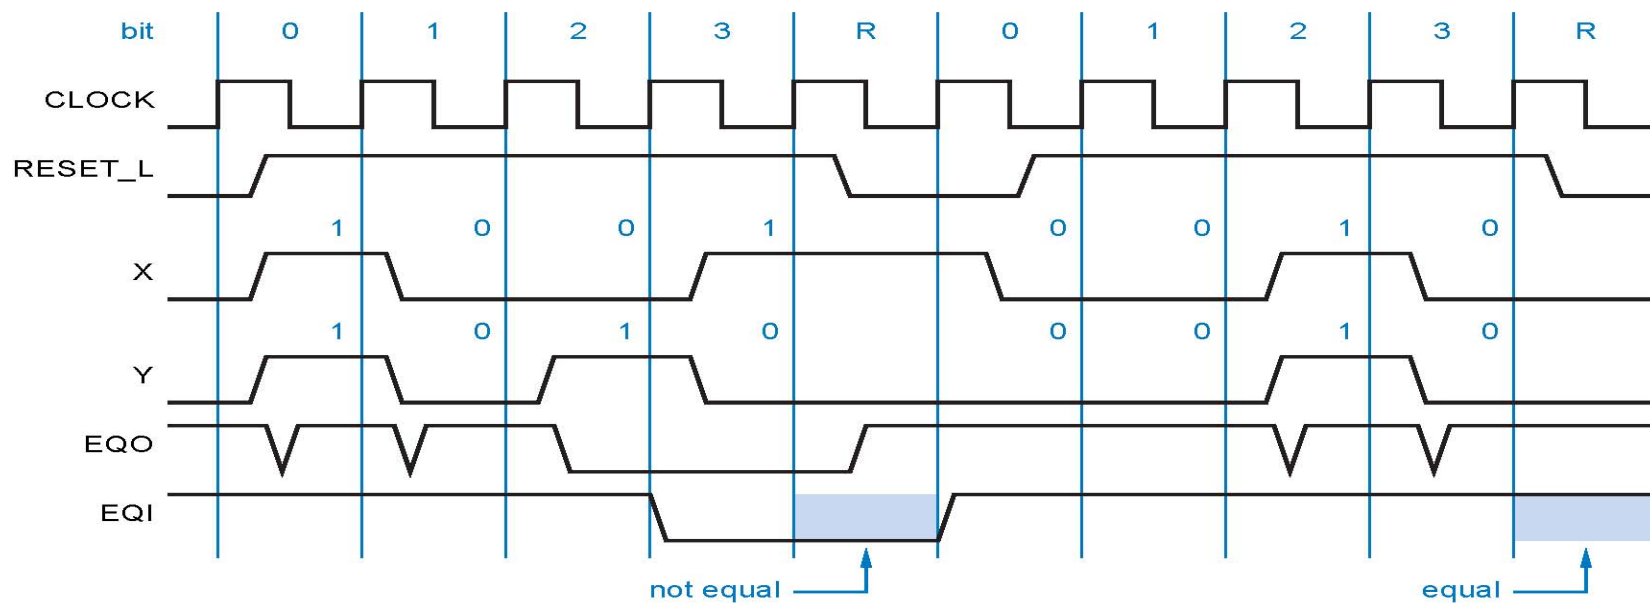 bit 0 1 2 3 R 0 1 2 3 R
CLOCK
RESET_L
1 0 0 1 0 0 1 0
X
1 0 1 0 0 0 1 0
Y
EQO
EQI
not equal equal